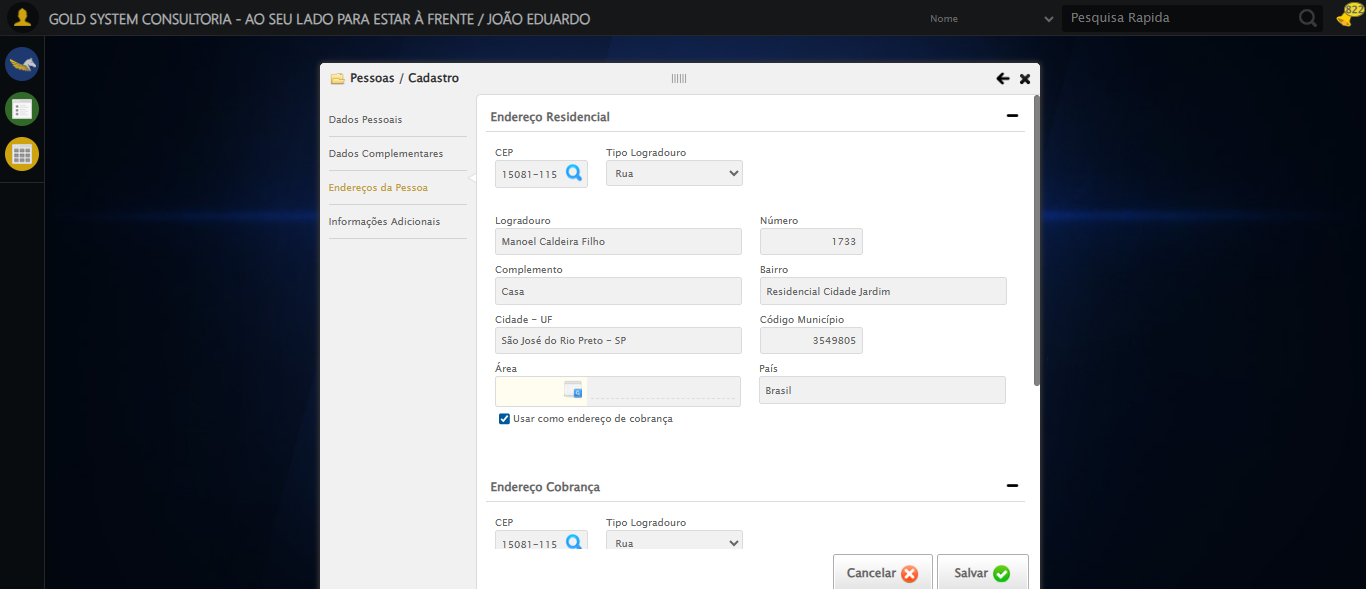 GOLD SYSTEM CONSULTORIA - AO SEU LADO PARA ESTAR À FRENTE / JOÃO EDUARDO
Nome
Pesquisa Rapida
822
Pessoas / Cadastro
Dados Pessoais
Dados Complementares
Endereços da Pessoa
Informações Adicionais
Endereço Residencial
CEP Tipo Logradouro
15081-115 Rua
Logradouro Número
Manoel Caldeira Filho 1733
Complemento Bairro
Casa Residencial Cidade Jardim
Cidade - UF Código Município
São José do Rio Preto - SP 3549805
Área País
Brasil
Usar como endereço de cobrança
Endereço Cobrança
CEP Tipo Logradouro
15081-115 Rua
Cancelar Salvar